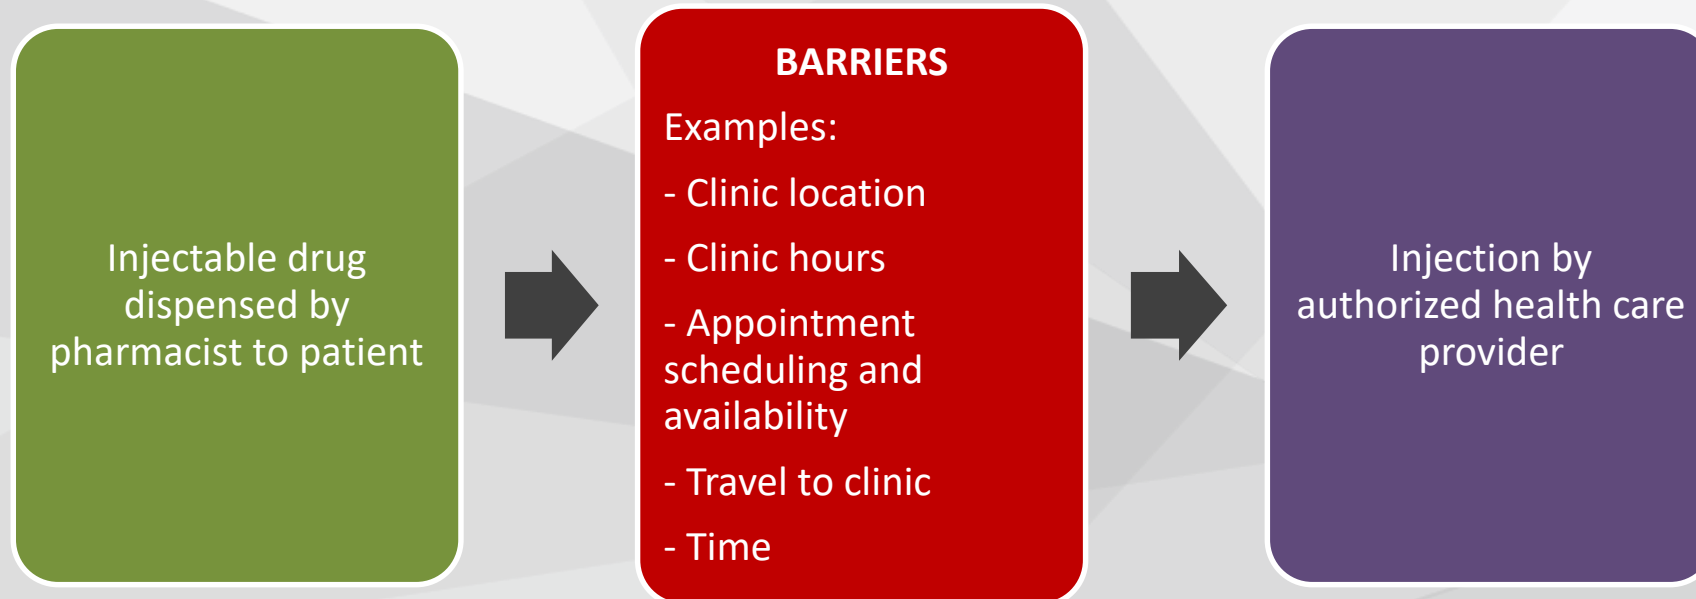 Injectable drug
dispensed by
pharmacist to patient
BARRIERS
Examples:
- Clinic location
- Clinic hours
- Appointment
scheduling and
availability
- Travel to clinic
- Time
Injection by
authorized health care
provider